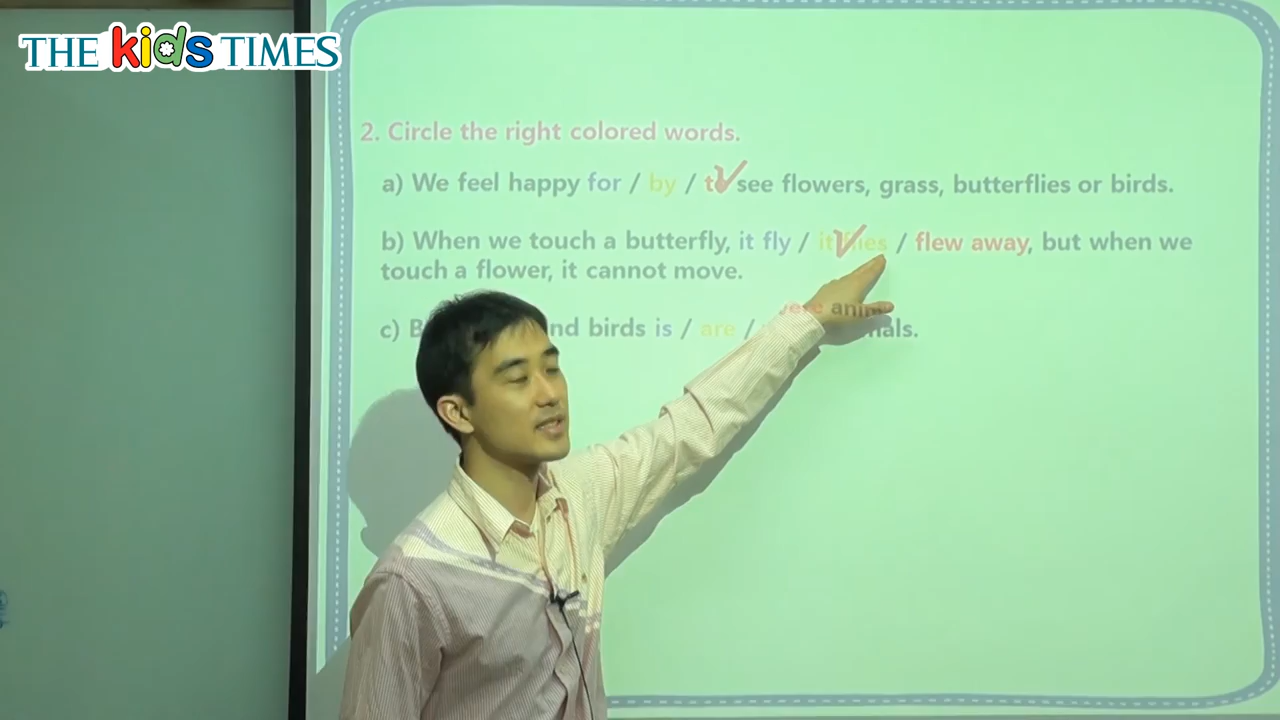 THE kids TIMES
2. Circle the right colored words.
a) We feel happy for / by / see flowers, grass, butterflies or birds.
b) When we touch a butterfly, it fly / it flies / flew away, but when we
touch a flower, it cannot move.
c) birds is / are /